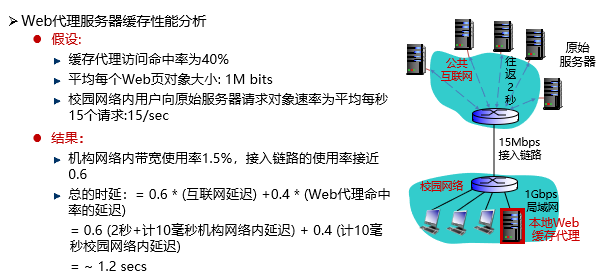 Web代理服务器缓存性能分析
假设:
缓存代理访问命中率为40%
平均每个Web页对象大小: 1M bits
校园网络内用户向原始服务器请求对象速率为平均每秒
15个请求:15/sec
结果:
机构网络内带宽使用率1.5%，接入链路的使用率接近
0.6
总的时延：= 0.6 * (互联网延迟) +0.4 * (Web代理命中
率的延迟)
= 0.6 (2秒+计10毫秒机构网络内延迟) + 0.4 (计10毫
秒校园网络内延迟)
= ~ 1.2 secs
公共
互联网
往
返
2
秒
原始
服务器
15Mbps
接入链路
校园网络
1Gbps
局域网
本地Web
缓存代理